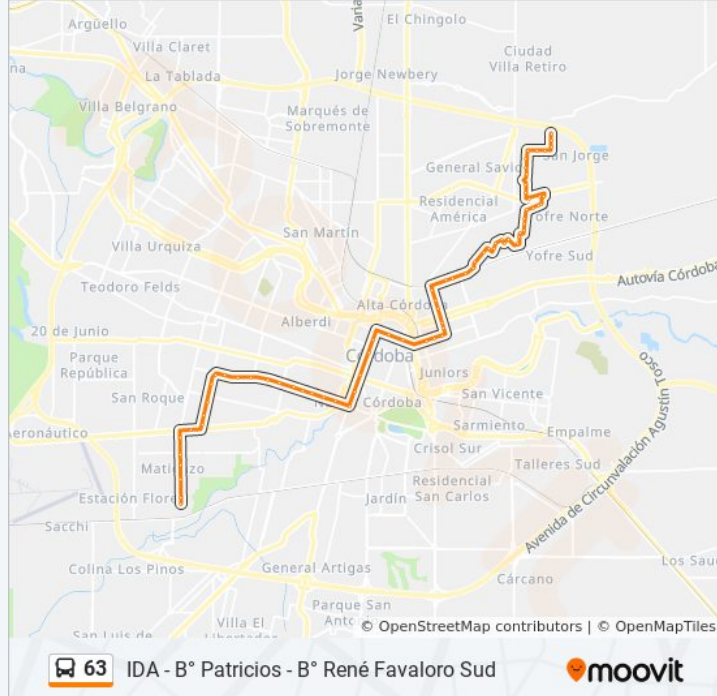 Argüello
El Chingolo
Villa Claret
Ciudad
Villa Retiro
La Tablada
Jorge Newbery
Villa Belgrano
Marqués de
Sobremonte
San Jorge
General Savio
Residencial
América
Yofre Norte
San Martín
Villa Urquiza
Yofre Sud
Teodoro Felds
Autovía Córdoba
Alta Córdoba
Alberdi
20 de Junio
Córdoba
Parque
República
Juniors
San Vicente
San Roque
Córdoba
Sarmiento
Aeronáutico
Empalme
Crisol Sur
Talleres Sud
Residencial
San Carlos
Jardín
Estación Flores
Sacchi
Avenida de Circunvalación Agustín Tosco
Colina Los Pinos
General Artigas
Los Sau
Cárcano
Parque San
Villa El
© OpenStreetMap contributors | © OpenMapTiles
63 IDA - B° Patricios - B° René Favaloro Sud moovit